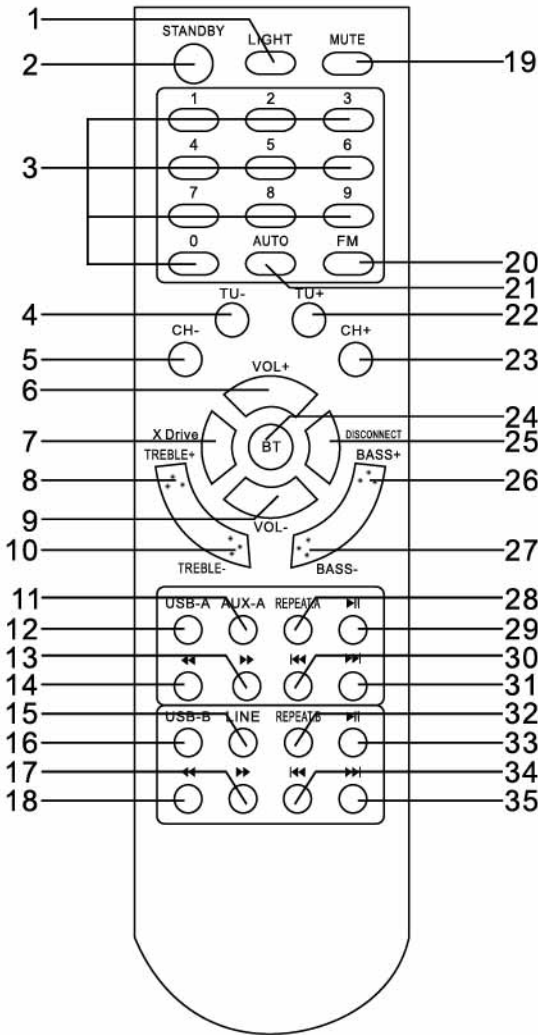 1
STANDBY LIGHT MUTE
2 19
1 2 3
4 5 6
3
7 8 9
0 AUTO FM
20
21
TU- TU+
4 22
CH- CH+
5 23
VOL+
6
24
7 X Drive BT DISCONNECT 25
TREBLE+ BASS+
8 26
9 VOL-
10 27
TREBLE- BASS-
11 USB-A AUX-A REPEAT.A 28
12 29
13 30
14 31
15 USB-B LINE REPEAT.B 32
16 33
17 34
18 35